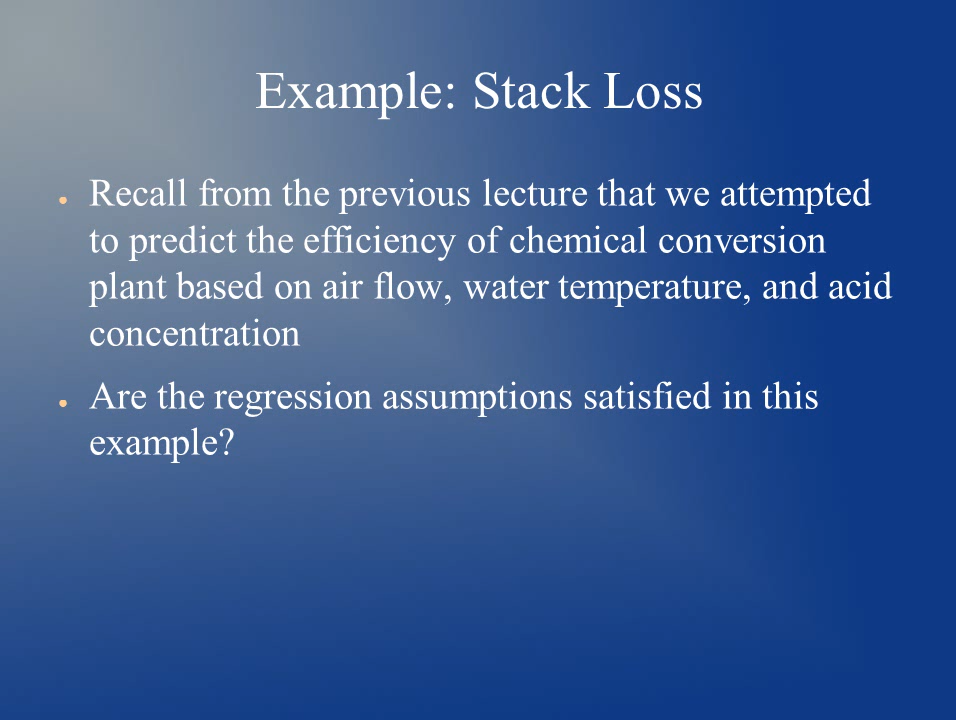 Example: Stack Loss
● Recall from the previous lecture that we attempted
to predict the efficiency of chemical conversion
plant based on air flow, water temperature, and acid
concentration
● Are the regression assumptions satisfied in this
example?